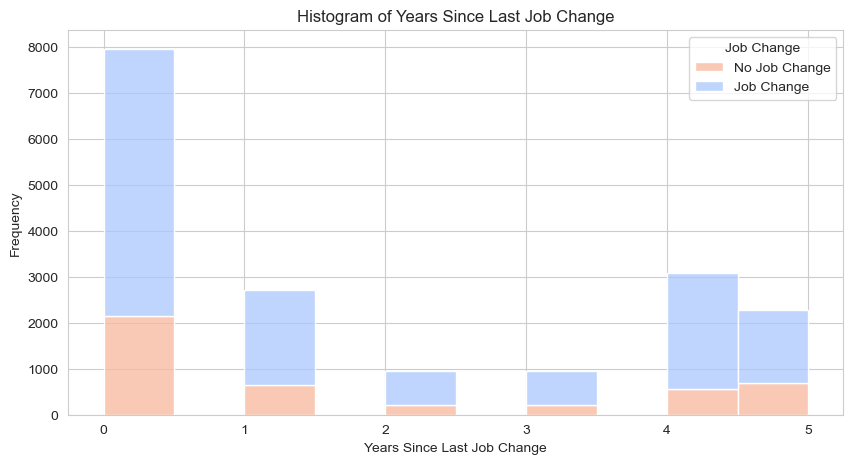 Histogram of Years Since Last Job Change
Job Change
No Job Change
Job Change
Frequency
8000
7000
6000
5000
4000
3000
2000
1000
0
0 1 2 3 4 5
Years Since Last Job Change